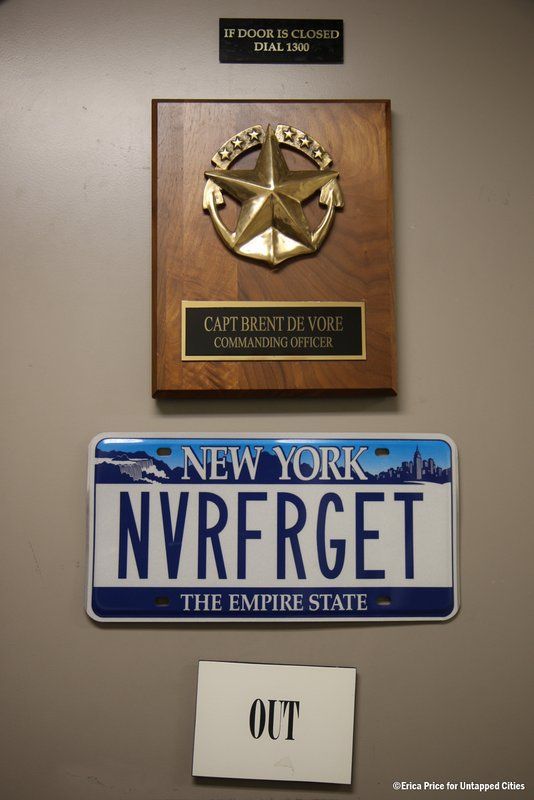 IF DOOR IS CLOSED
DIAL 1300
CAPT BRENT DE VORE
COMMANDING OFFICER
NEW YORK
NVRFRGET
THE EMPIRE STATE
OUT
©Erica Price for Untapped Cities